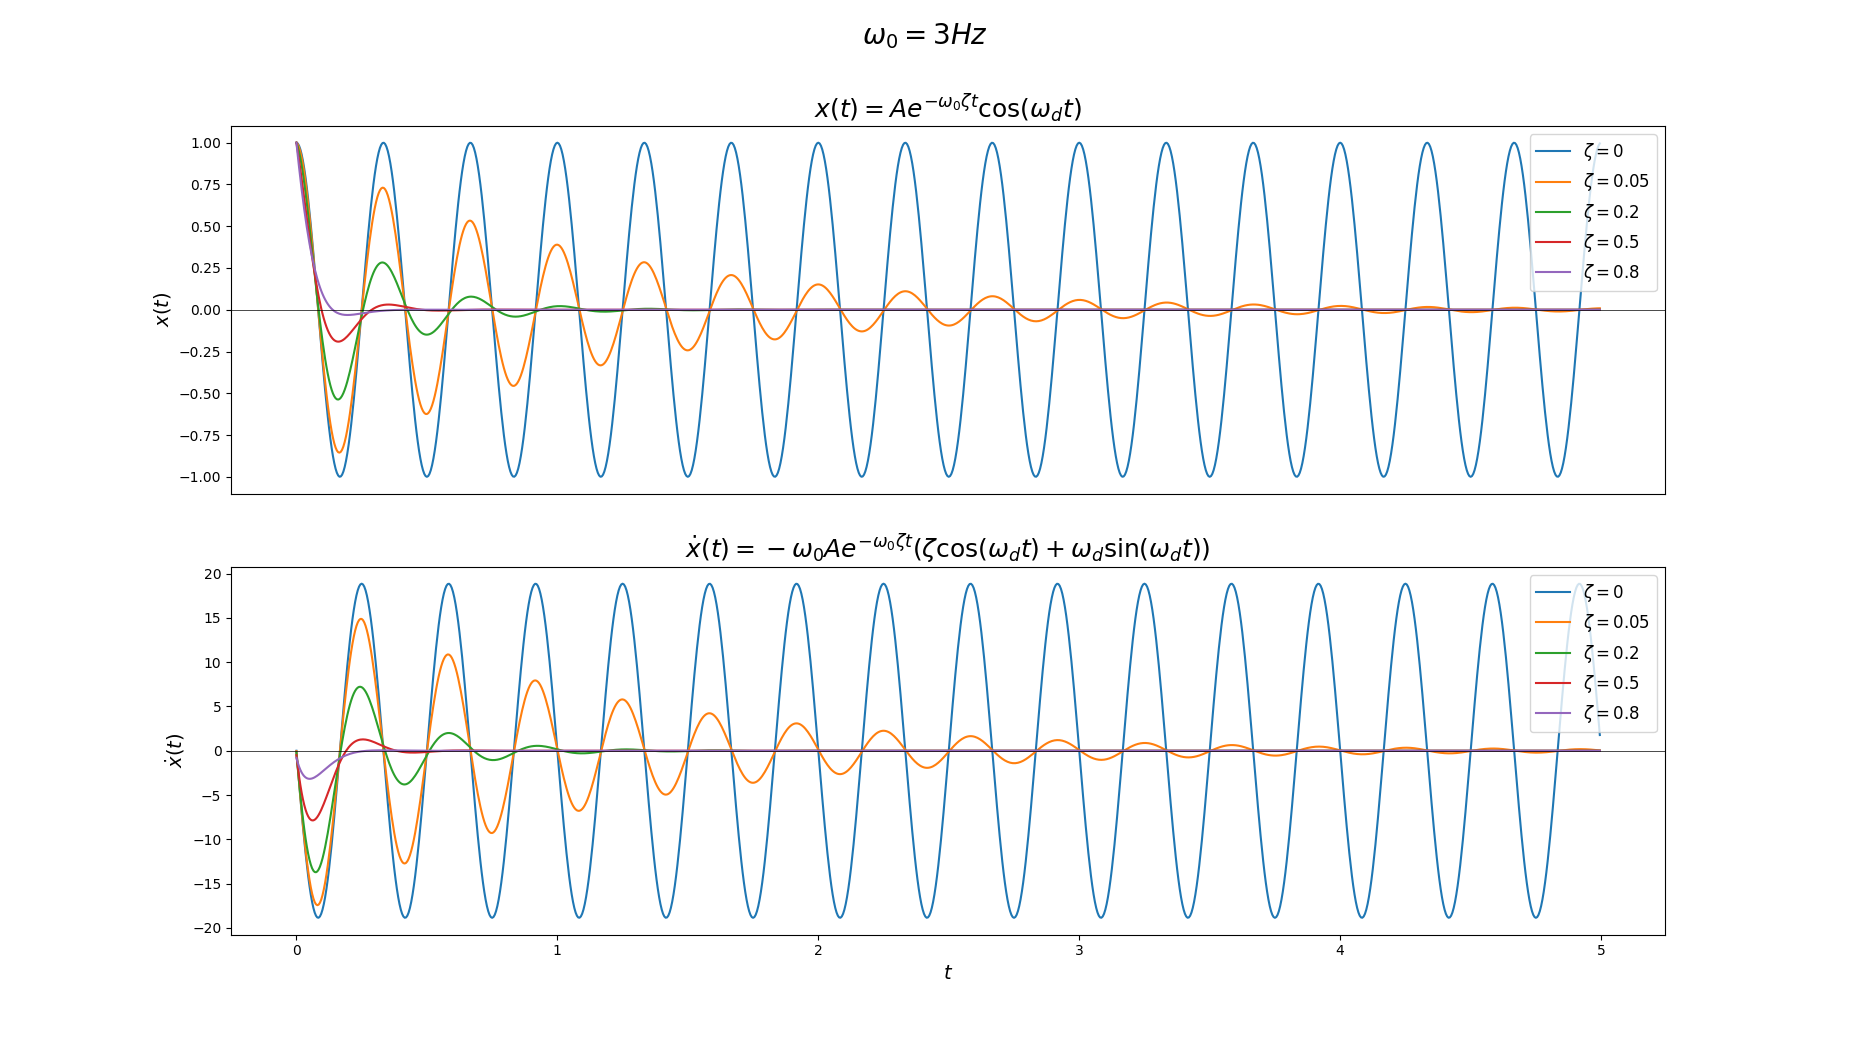 ω₀ = 3Hz
x(t) = Ae^{-ω₀ζt}cos(ω_d t)
1.00
0.75
0.50
0.25
0.00
−0.25
−0.50
−0.75
−1.00
x(t)
ζ = 0
ζ = 0.05
ζ = 0.2
ζ = 0.5
ζ = 0.8
ẋ(t) = −ω₀Ae^{-ω₀ζt}(ζcos(ω_d t) + ω_d sin(ω_d t))
20
15
10
5
0
−5
−10
−15
−20
ẋ(t)
ζ = 0
ζ = 0.05
ζ = 0.2
ζ = 0.5
ζ = 0.8
0 1 2 3 4 5
t